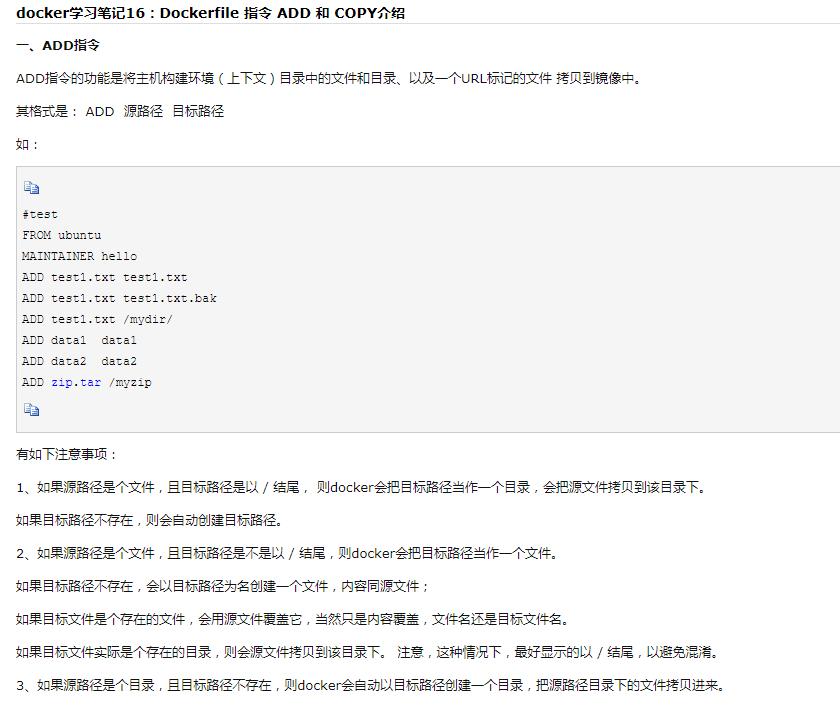 docker学习笔记16：Dockerfile 指令 ADD 和 COPY介绍
一、ADD指令
ADD指令的功能是将主机构建环境（上下文）目录中的文件和目录、以及一个URL标记的文件 拷贝到镜像中。
其格式是： ADD 源路径 目标路径
如：
#test
FROM ubuntu
MAINTAINER hello
ADD test1.txt test1.txt
ADD test1.txt test1.txt.bak
ADD test1.txt /mydir/
ADD data1  data1
ADD data2  data2
ADD zip.tar /myzip
有如下注意事项：
1、如果源路径是个文件，且目标路径是以 / 结尾， 则docker会把目标路径当作一个目录，会把源文件拷贝到该目录下。
如果目标路径不存在，则会自动创建目标路径。
2、如果源路径是个文件，且目标路径是不是以 / 结尾，则docker会把目标路径当作一个文件。
如果目标路径不存在，会以目标路径为名创建一个文件，内容同源文件；
如果目标文件是个存在的文件，会用源文件覆盖它，当然只是内容覆盖，文件名还是目标文件名。
如果目标文件实际是个存在的目录，则会源文件拷贝到该目录下。 注意，这种情况下，最好显示的以 / 结尾，以避免混淆。
3、如果源路径是个目录，且目标路径不存在，则docker会自动以目标路径创建一个目录，把源路径目录下的文件拷贝进来。